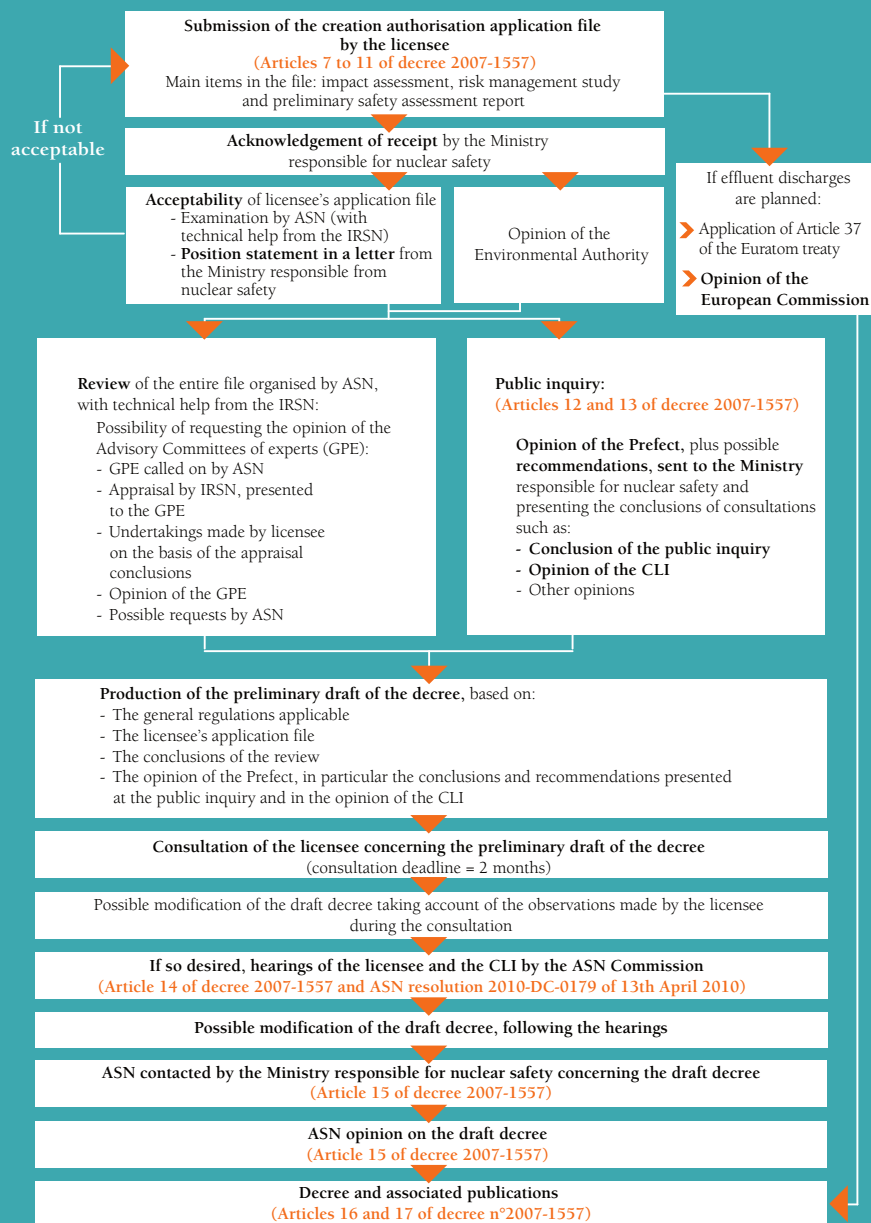 Submission of the creation authorisation application file
by the licensee
(Articles 7 to 11 of decree 2007-1557)
Main items in the file: impact assessment, risk management study
and preliminary safety assessment report
If not
acceptable
Acknowledgement of receipt by the Ministry
responsible for nuclear safety
Acceptability of licensee's application file
- Examination by ASN (with
technical help from the IRSN)
- Position statement in a letter from
the Ministry responsible from
nuclear safety
Opinion of the
Environmental Authority
If effluent discharges
are planned:
Application of Article 37
of the Euratom treaty
Opinion of the
European Commission
Review of the entire file organised by ASN,
with technical help from the IRSN:
Possibility of requesting the opinion of the
Advisory Committees of experts (GPE):
- GPE called on by ASN
- Appraisal by IRSN, presented
to the GPE
- Undertakings made by licensee
on the basis of the appraisal
conclusions
- Opinion of the GPE
- Possible requests by ASN
Public inquiry:
(Articles 12 and 13 of decree 2007-1557)
Opinion of the Prefect, plus possible
recommendations, sent to the Ministry
responsible for nuclear safety and
presenting the conclusions of consultations
such as:
- Conclusion of the public inquiry
- Opinion of the CLI
- Other opinions
Production of the preliminary draft of the decree, based on:
- The general regulations applicable
- The licensee's application file
- The conclusions of the review
- The opinion of the Prefect, in particular the conclusions and recommendations presented
at the public inquiry and in the opinion of the CLI
Consultation of the licensee concerning the preliminary draft of the decree
(consultation deadline = 2 months)
Possible modification of the draft decree taking account of the observations made by the licensee
during the consultation
If so desired, hearings of the licensee and the CLI by the ASN Commission
(Article 14 of decree 2007-1557 and ASN resolution 2010-DC-0179 of 13th April 2010)
Possible modification of the draft decree, following the hearings
ASN contacted by the Ministry responsible for nuclear safety concerning the draft decree
(Article 15 of decree 2007-1557)
ASN opinion on the draft decree
(Article 15 of decree 2007-1557)
Decree and associated publications
(Articles 16 and 17 of decree n°2007-1557)